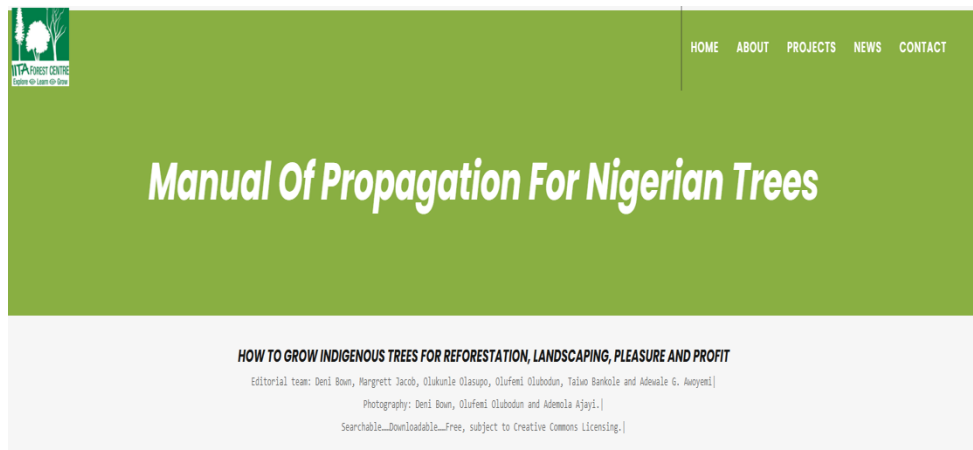 IITA FOREST CENTRE
Explore Learn Grow
HOME ABOUT PROJECTS NEWS CONTACT
Manual Of Propagation For Nigerian Trees
HOW TO GROW INDIGENOUS TREES FOR REFORESTATION, LANDSCAPING, PLEASURE AND PROFIT
Editorial team: Deni Bown, Margrett Jacob, Olukunle Olasupo, Olufemi Olubodun, Taiwo Bankole and Adewale G. Awoyemi|
Photography: Deni Bown, Olufemi Olubodun and Ademola Ajayi.|
Searchable……Downloadable……Free, subject to Creative Commons Licensing.|